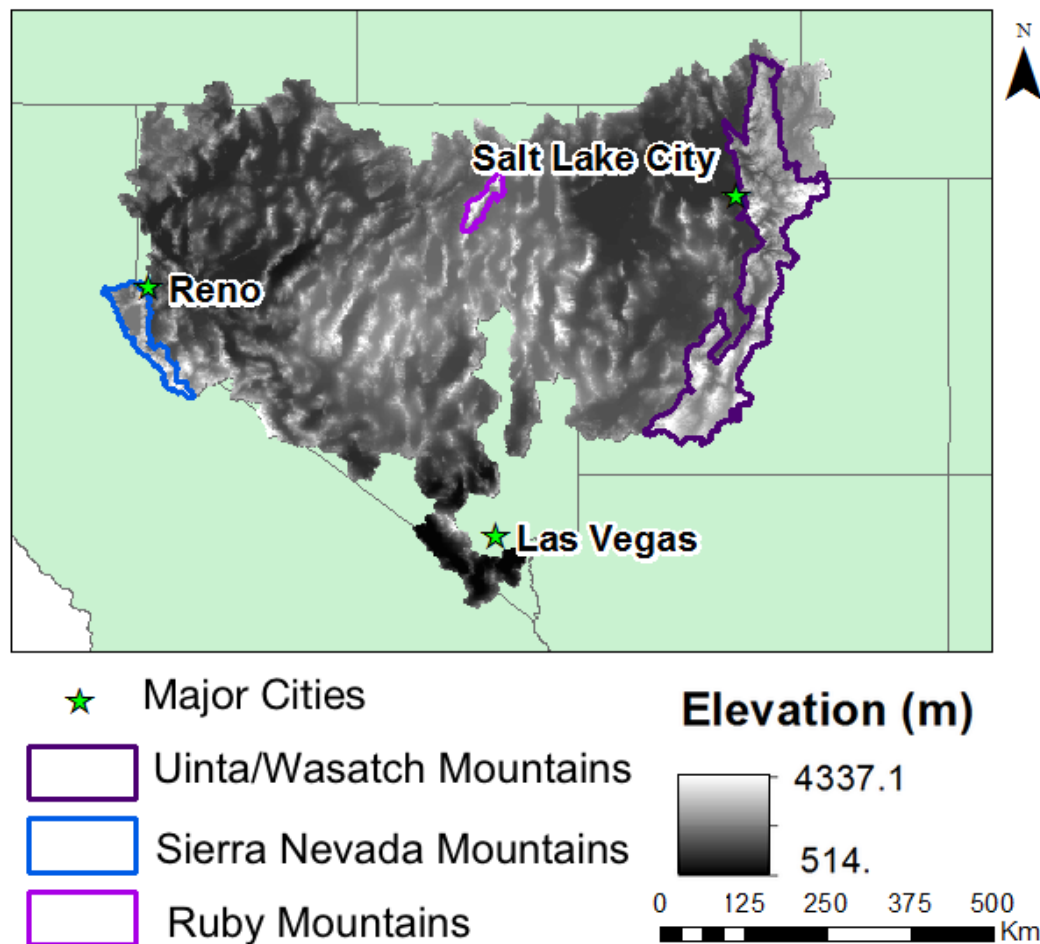 N
Salt Lake City
Reno
Las Vegas
Major Cities
Uinta/Wasatch Mountains
Sierra Nevada Mountains
Ruby Mountains
Elevation (m)
4337.1
514.
0 125 250 375 500
Km